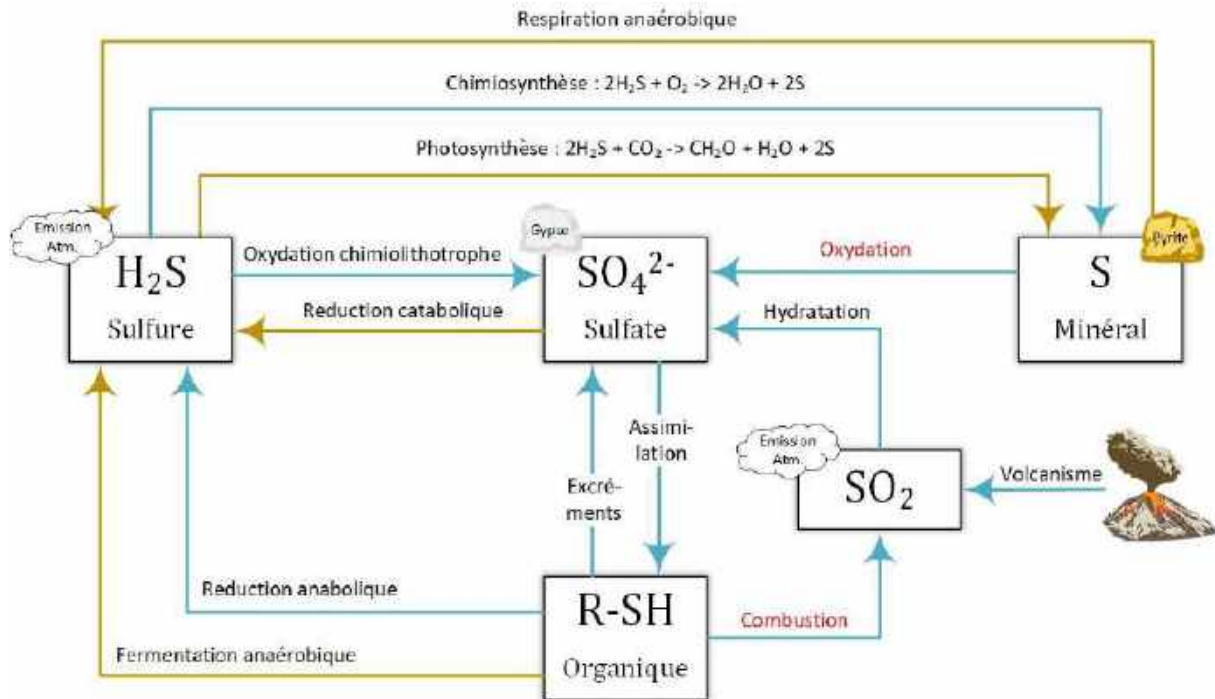 Respiration anaérobique
Chimiosynthèse : 2H₂S + O₂ -> 2H₂O + 2S
Photosynthèse : 2H₂S + CO₂ -> CH₂O + H₂O + 2S
Emission
Atm.
H₂S
Sulfure
Oxydation chimiolithotrophe
Reduction catabolique
Gypse
SO₄²⁻
Sulfate
Oxydation
Hydratation
Pyrite
S
Minéral
Assimi-
lation
Excré-
ments
Emission
Atm.
SO₂
Volcanisme
Reduction anabolique
Fermentation anaérobique
R-SH
Organique
Combustion